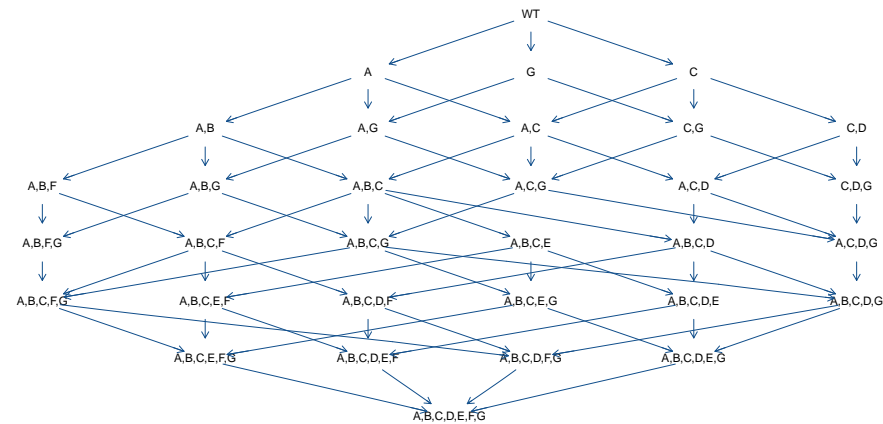 WT
A G C
A,B A,G A,C C,G C,D
A,B,F A,B,G A,B,C A,C,G A,C,D C,D,G
A,B,F,G A,B,C,F A,B,C,G A,B,C,E A,B,C,D A,C,D,G
A,B,C,F,G A,B,C,E,F A,B,C,D,F A,B,C,E,G A,B,C,D,E A,B,C,D,G
A,B,C,E,F,G A,B,C,D,E,F A,B,C,D,F,G A,B,C,D,E,G
A,B,C,D,E,F,G